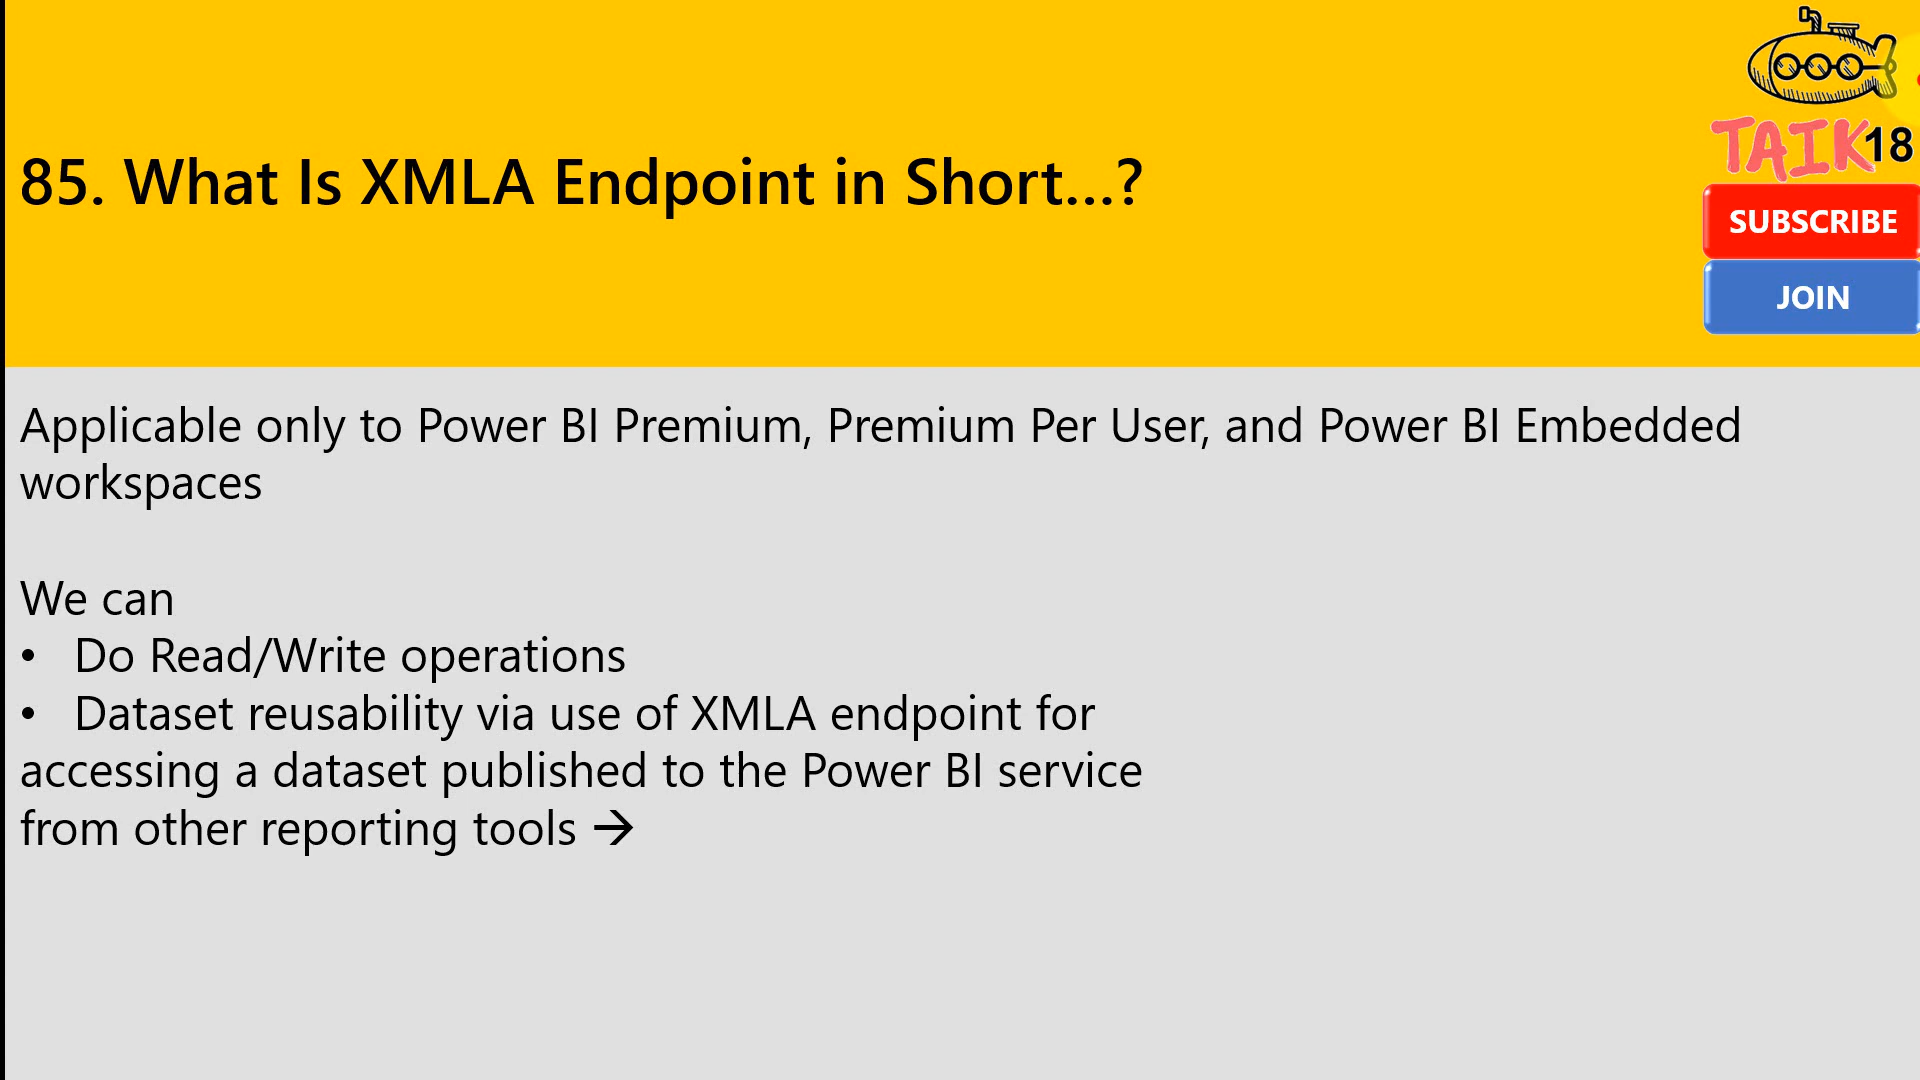 85. What Is XMLA Endpoint in Short...?
TAIK18
SUBSCRIBE
JOIN
Applicable only to Power BI Premium, Premium Per User, and Power BI Embedded
workspaces
We can
• Do Read/Write operations
• Dataset reusability via use of XMLA endpoint for
accessing a dataset published to the Power BI service
from other reporting tools →